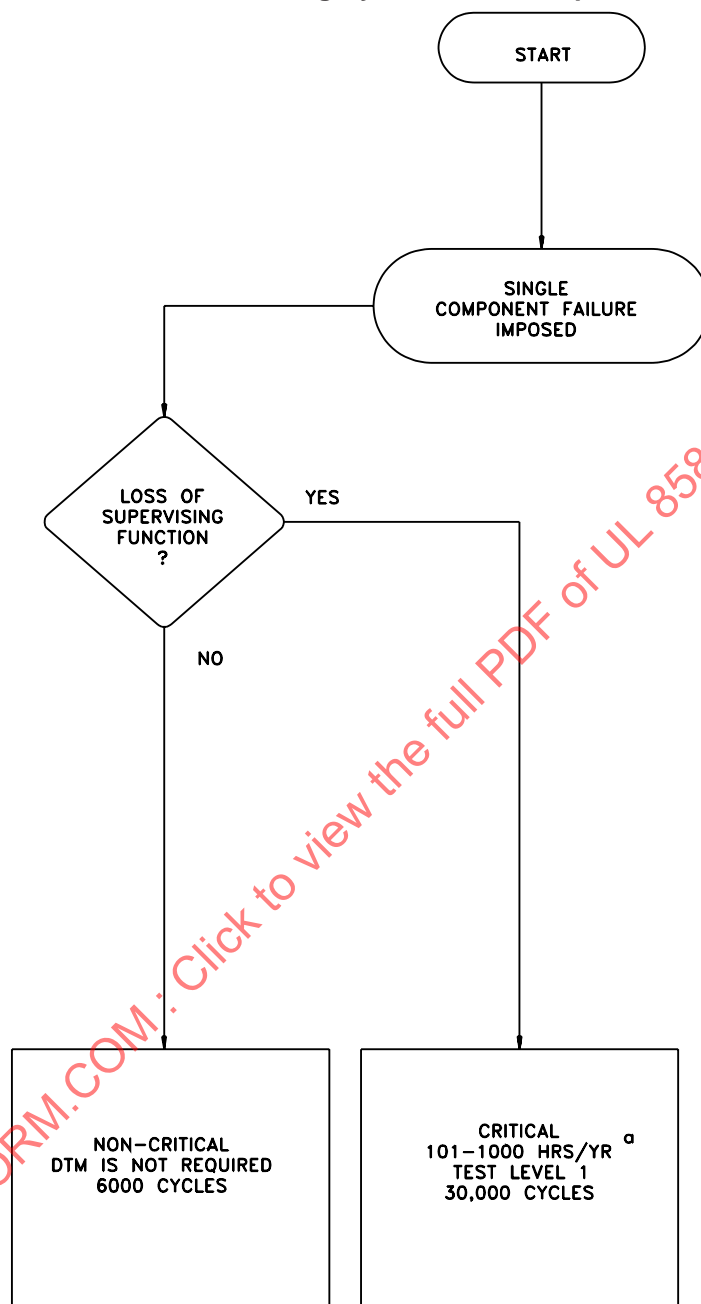 START
SINGLE
COMPONENT FAILURE
IMPOSED
LOSS OF
SUPERVISING
FUNCTION
?
YES
NO
NON-CRITICAL
DTM IS NOT REQUIRED
6000 CYCLES
CRITICAL
101-1000 HRS/YR a
TEST LEVEL 1
30,000 CYCLES
RM.COM : Click to view the full PDF of UL 858